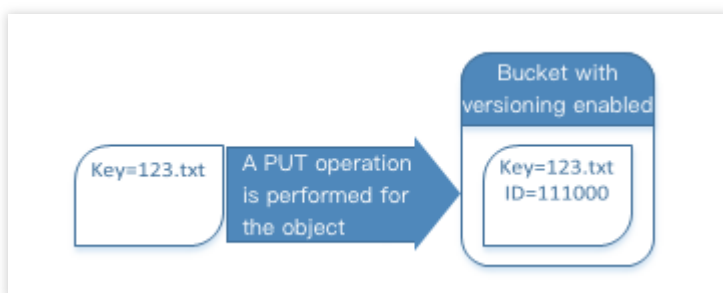 Key=123.txt
A PUT operation
is performed for
the object
Bucket with
versioning enabled
Key=123.txt
ID=111000